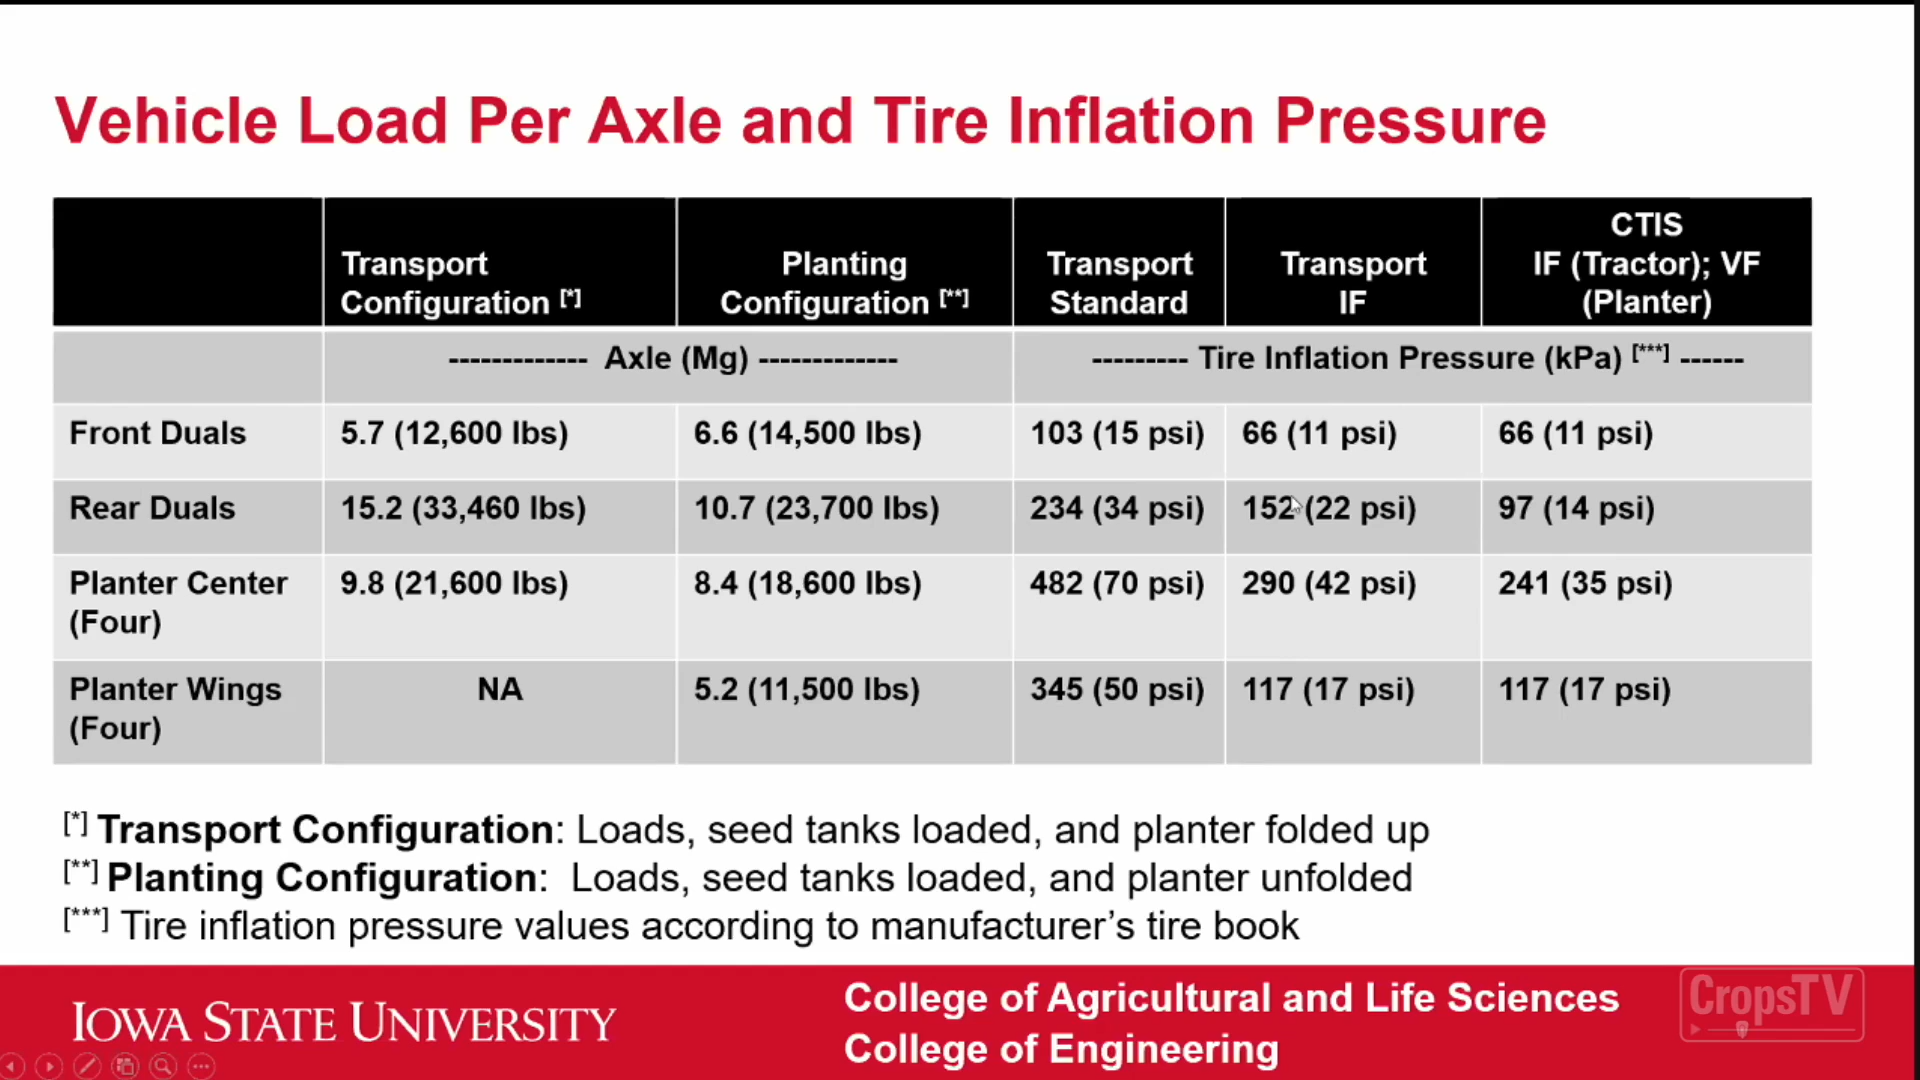 Vehicle Load Per Axle and Tire Inflation Pressure
Transport
Configuration [*]
Planting
Configuration [**]
Transport
Standard
Transport
IF
CTIS
IF (Tractor); VF
(Planter)
------------- Axle (Mg) -------------
--------- Tire Inflation Pressure (kPa) [***] ------
Front Duals 5.7 (12,600 lbs) 6.6 (14,500 lbs) 103 (15 psi) 66 (11 psi) 66 (11 psi)
Rear Duals 15.2 (33,460 lbs) 10.7 (23,700 lbs) 234 (34 psi) 152 (22 psi) 97 (14 psi)
Planter Center 9.8 (21,600 lbs) 8.4 (18,600 lbs) 482 (70 psi) 290 (42 psi) 241 (35 psi)
(Four)
Planter Wings NA 5.2 (11,500 lbs) 345 (50 psi) 117 (17 psi) 117 (17 psi)
(Four)
[*] Transport Configuration: Loads, seed tanks loaded, and planter folded up
[**] Planting Configuration: Loads, seed tanks loaded, and planter unfolded
[***] Tire inflation pressure values according to manufacturer’s tire book
IOWA STATE UNIVERSITY
College of Agricultural and Life Sciences
College of Engineering
CropsTV